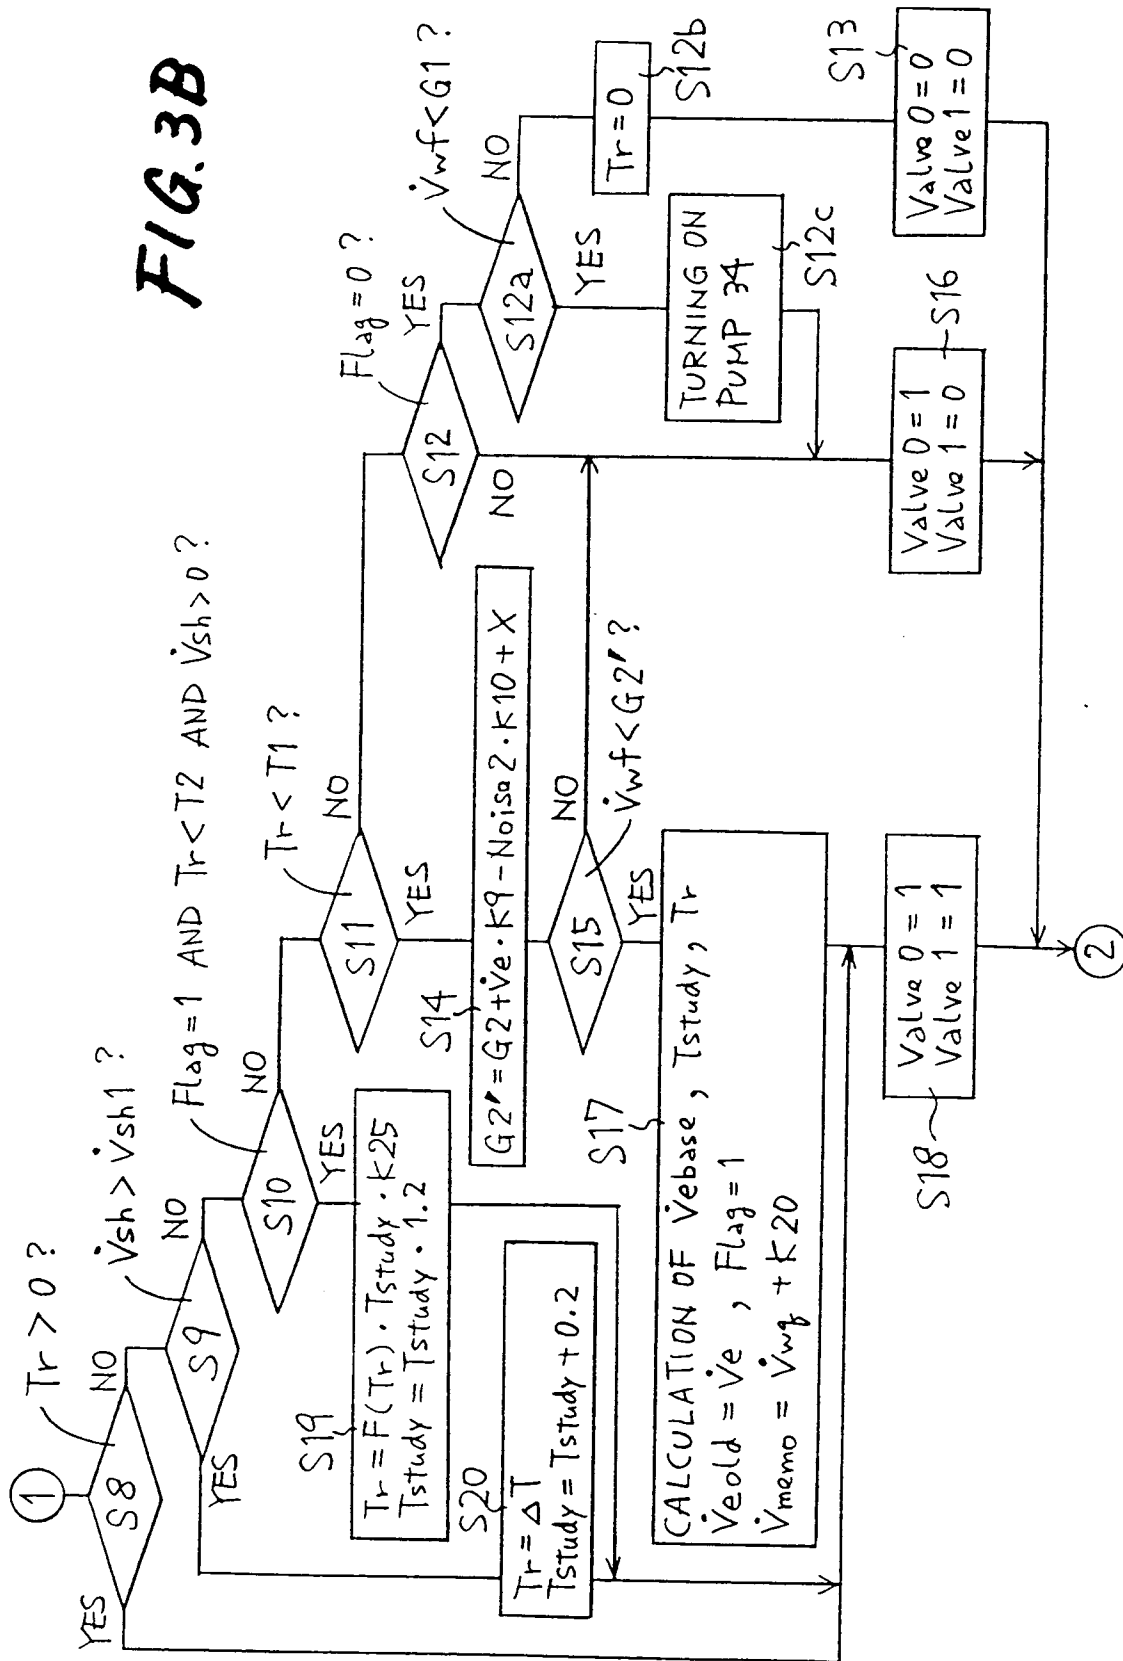 FIG. 3B
1
S8
Tr > 0 ?
YES
NO
S9
V̇sh > V̇sh1 ?
YES
NO
S10
Flag = 1 AND Tr < T2 AND V̇sh > 0 ?
YES
NO
S11
Tr < T1 ?
YES
NO
S12
Flag = 0 ?
YES
NO
S12a
V̇wf < G1 ?
YES
NO
Tr = 0
S12b
TURNING ON
PUMP 34
S12c
S13
Valve 0 = 0
Valve 1 = 0
S14
G2' = G2 + V̇e · K9 - Noise 2 · K10 + X
S15
V̇wf < G2' ?
YES
NO
S16
Valve 0 = 1
Valve 1 = 0
S17
CALCULATION OF V̇ebase , Tstudy , Tr
V̇eold = V̇e , Flag = 1
V̇memo = V̇wq + K20
S18
Valve 0 = 1
Valve 1 = 1
S19
Tr = F(Tr) · Tstudy · K25
Tstudy = Tstudy · 1.2
S20
Tr = ΔT
Tstudy = Tstudy + 0.2
2